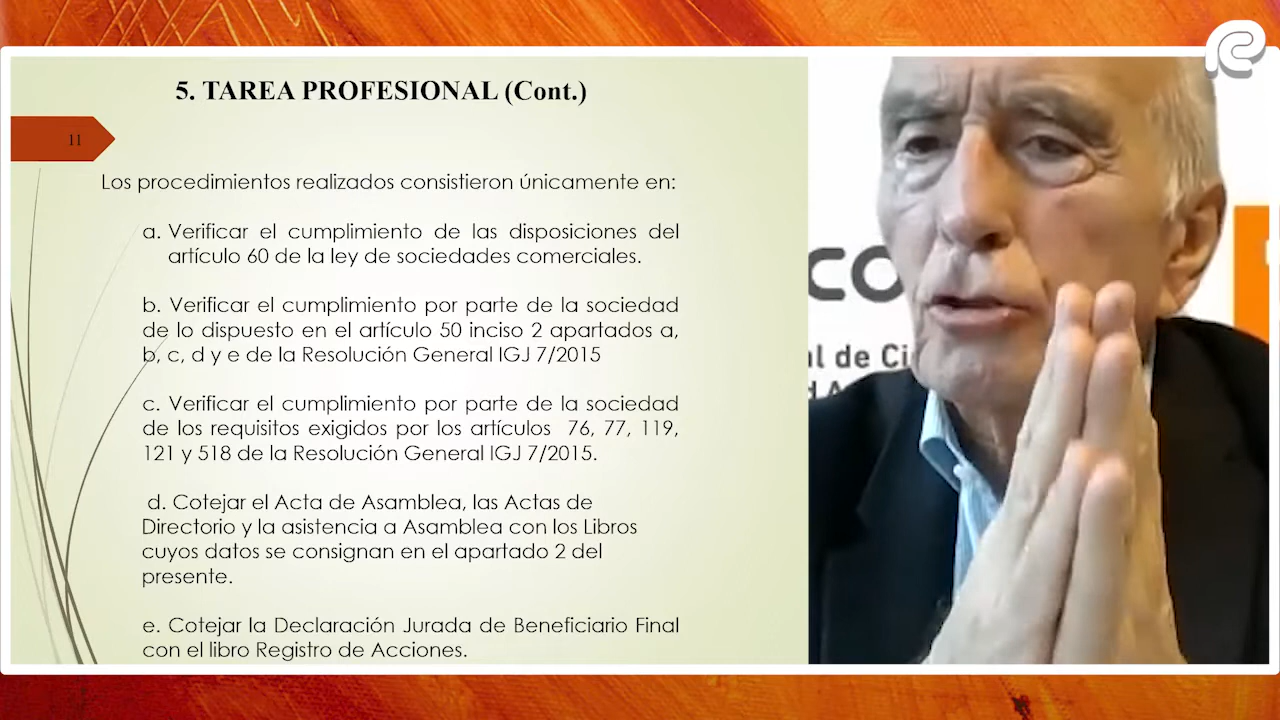 5. TAREA PROFESIONAL (Cont.)
11
Los procedimientos realizados consistieron únicamente en:
a. Verificar el cumplimiento de las disposiciones del
artículo 60 de la ley de sociedades comerciales.
b. Verificar el cumplimiento por parte de la sociedad
de lo dispuesto en el artículo 50 inciso 2 apartados a,
b, c, d y e de la Resolución General IGJ 7/2015
c. Verificar el cumplimiento por parte de la sociedad
de los requisitos exigidos por los artículos 76, 77, 119,
121 y 518 de la Resolución General IGJ 7/2015.
d. Cotejar el Acta de Asamblea, las Actas de
Directorio y la asistencia a Asamblea con los Libros
cuyos datos se consignan en el apartado 2 del
presente.
e. Cotejar la Declaración Jurada de Beneficiario Final
con el libro Registro de Acciones.
co
al de Ci